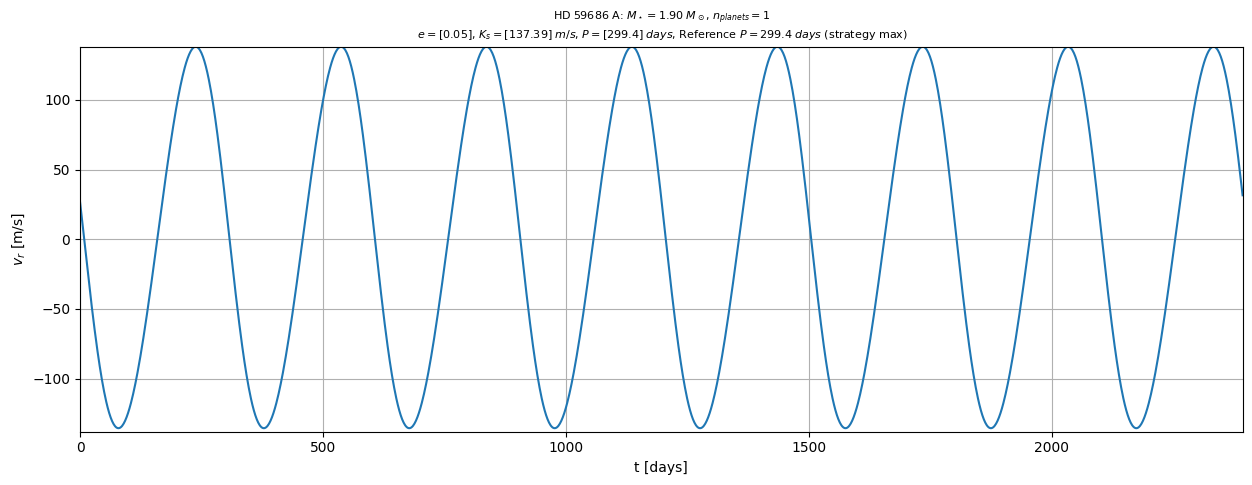 HD 59686 A: $M_\star = 1.90\ M_\odot$, $n_{planets} = 1$
$e = [0.05]$, $K_s = [137.39]\ m/s$, $P = [299.4]\ days$, Reference $P = 299.4\ days$ (strategy max)
100
50
0
−50
−100
$v_r$ [m/s]
0 500 1000 1500 2000
t [days]